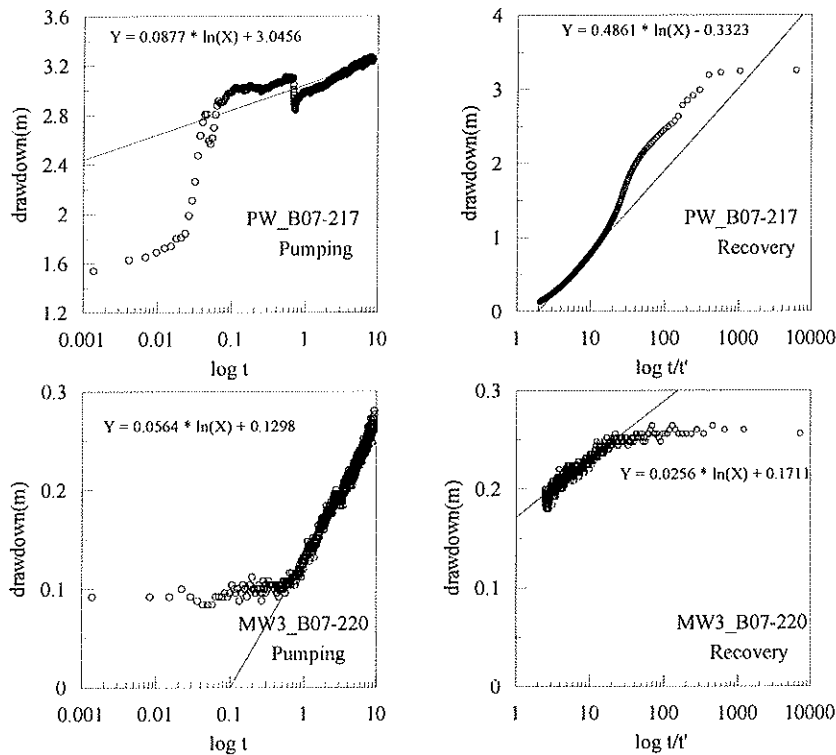 Y = 0.0877 * ln(X) + 3.0456
4
3.6
3.2
2.8
2.4
2
1.6
1.2
drawdown(m)
PW_B07-217
Pumping
0.001
0.01
0.1
1
10
log t
Y = 0.4861 * ln(X) - 0.3323
4
3
2
1
0
drawdown(m)
PW_B07-217
Recovery
1
10
100
1000
10000
log t/t'
Y = 0.0564 * ln(X) + 0.1298
0.3
0.2
0.1
0
drawdown(m)
MW3_B07-220
Pumping
0.001
0.01
0.1
1
10
log t
0.3
0.2
0.1
0
drawdown(m)
Y = 0.0256 * ln(X) + 0.1711
MW3_B07-220
Recovery
1
10
100
1000
10000
log t/t'